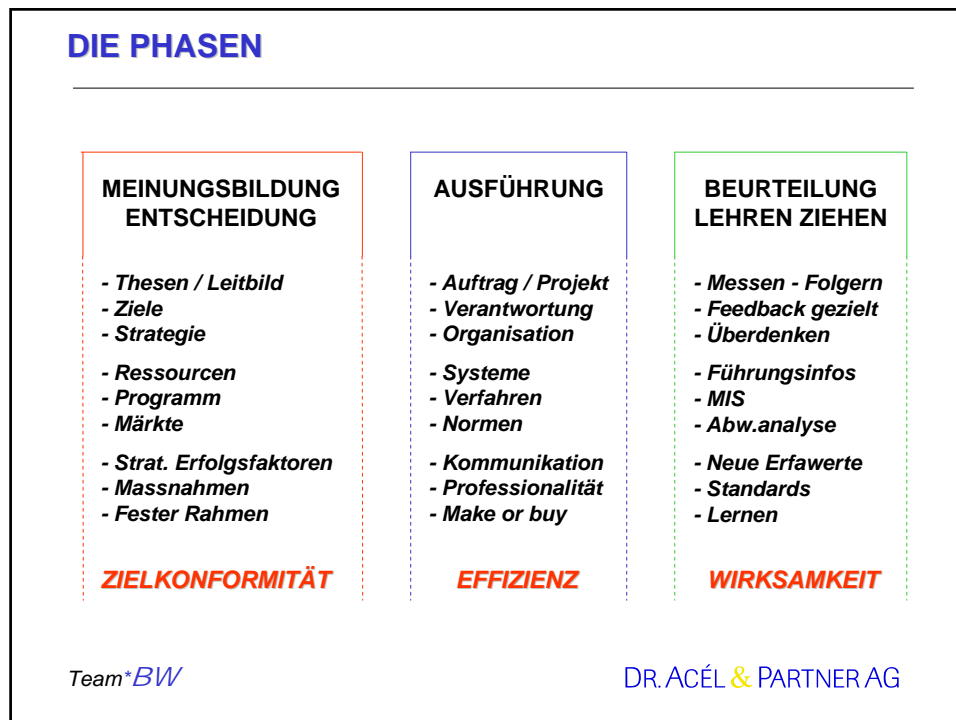 DIE PHASEN
MEINUNGSBILDUNG
ENTSCHEIDUNG
- Thesen / Leitbild
- Ziele
- Strategie
- Ressourcen
- Programm
- Märkte
- Strat. Erfolgsfaktoren
- Massnahmen
- Fester Rahmen
ZIELKONFORMITÄT
AUSFÜHRUNG
- Auftrag / Projekt
- Verantwortung
- Organisation
- Systeme
- Verfahren
- Normen
- Kommunikation
- Professionalität
- Make or buy
EFFIZIENZ
BEURTEILUNG
LEHREN ZIEHEN
- Messen - Folgern
- Feedback gezielt
- Überdenken
- Führungsinfos
- MIS
- Abw.analyse
- Neue Erfawerte
- Standards
- Lernen
WIRKSAMKEIT
Team*BW
DR. ACÉL & PARTNER AG